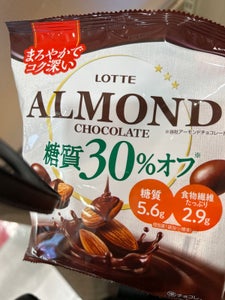 まろやかで
コク深い
LOTTE
ALMOND
CHOCOLATE
糖質30%オフ※
糖質
5.6g
食物繊維
たっぷり
2.9g